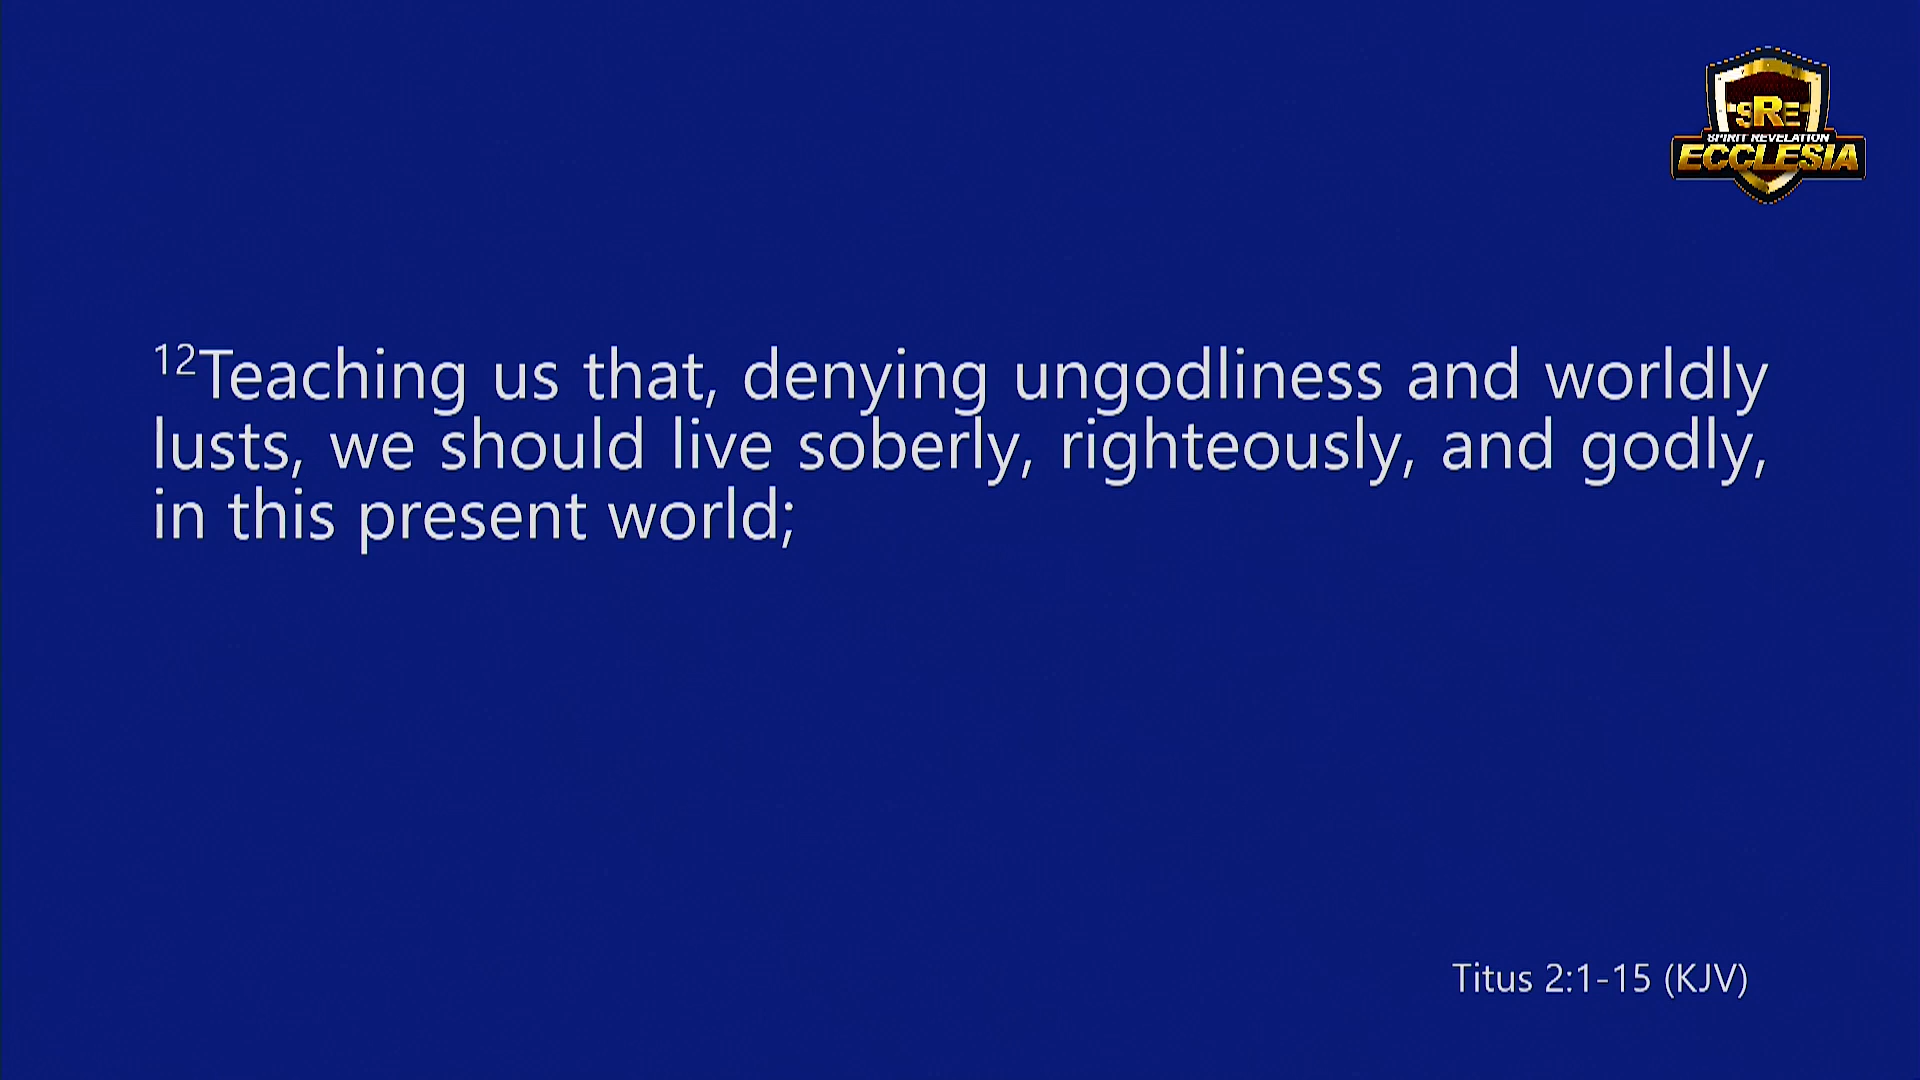 SRE
SPIRIT REVELATION
ECCLESIA
12Teaching us that, denying ungodliness and worldly
lusts, we should live soberly, righteously, and godly,
in this present world;
Titus 2:1-15 (KJV)